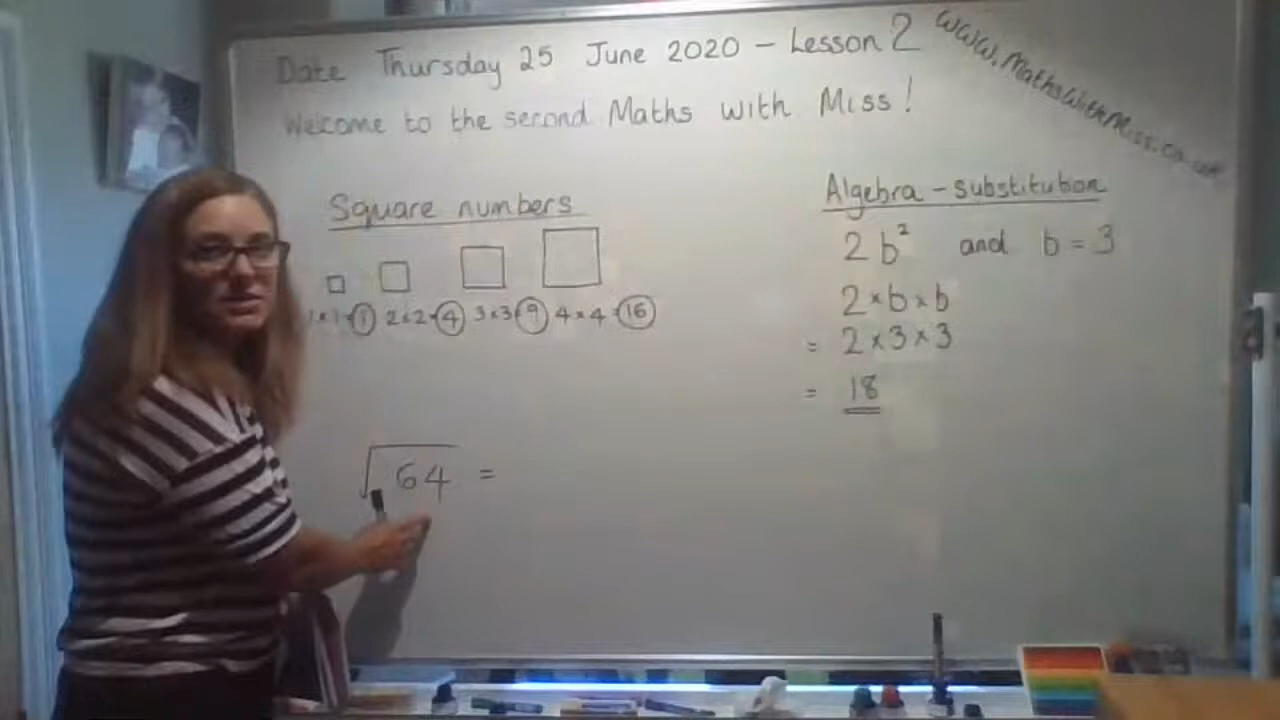 Date Thursday 25 June 2020 - Lesson 2
Welcome to the second Maths with Miss!
www.MathsWithMiss.co.uk
Square numbers
1×1=1 2×2=4 3×3=9 4×4=16
√64 =
Algebra - substitution
2b² and b = 3
2×b×b
= 2×3×3
= 18